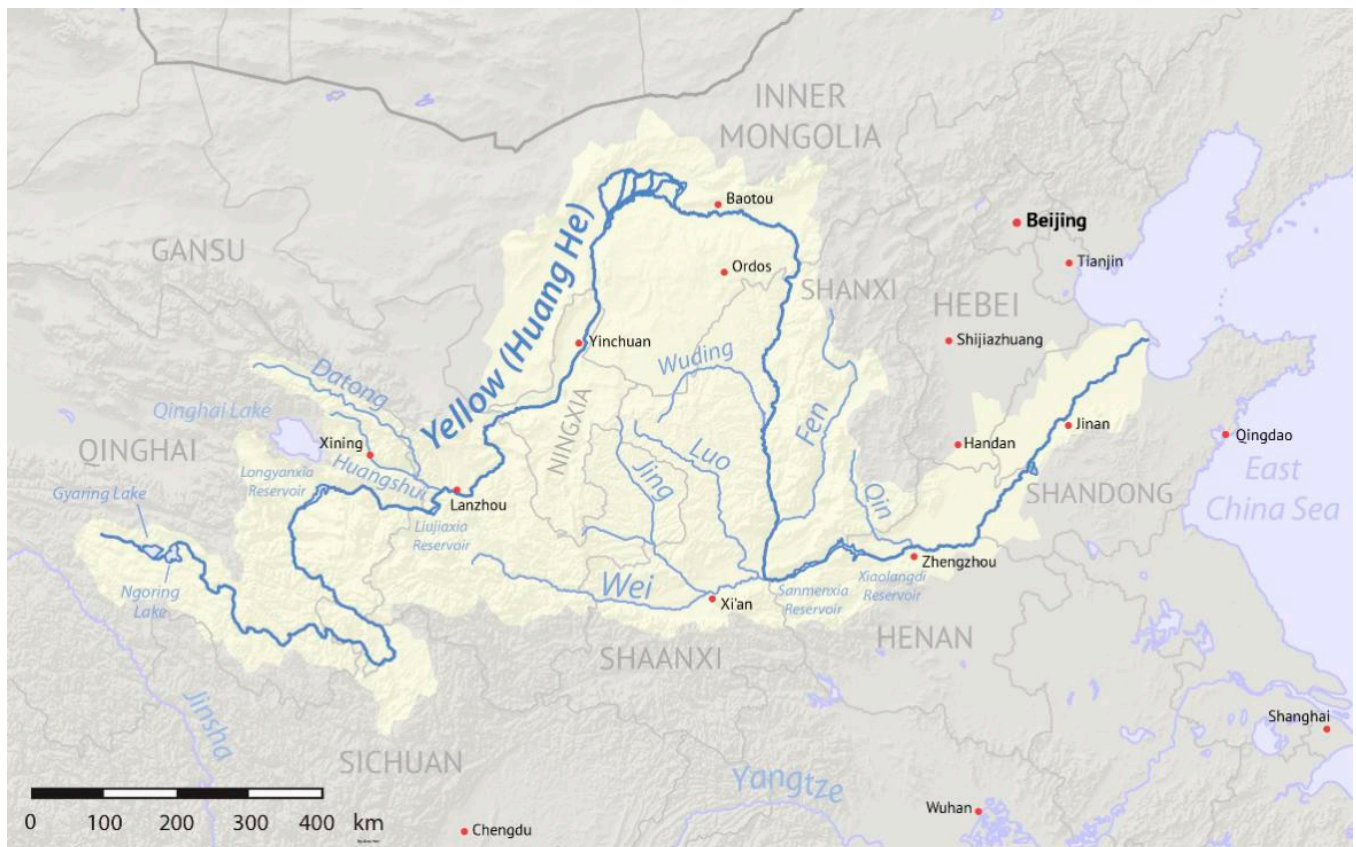 INNER
MONGOLIA
Baotou
Beijing
GANSU
Yellow (Huang He)
Ordos
Tianjin
SHANXI
HEBEI
Yinchuan
Shijiazhuang
Wuding
Datong
Qinghai Lake
NINGXIA
Fen
Jinan
Qingdao
QINGHAI
Xining
Luo
Handan
Longyanxia
Reservoir
Huangshui
Jing
East
China Sea
Gyaring Lake
Lanzhou
Qin
SHANDONG
Liujiaxia
Reservoir
Zhengzhou
Ngoring
Lake
Wei
Xi'an
Sanmenxia
Reservoir
Xiaolangdi
Reservoir
HENAN
SHAANXI
Jinsha
Shanghai
SICHUAN
Yangtze
Wuhan
0 100 200 300 400 km
Chengdu